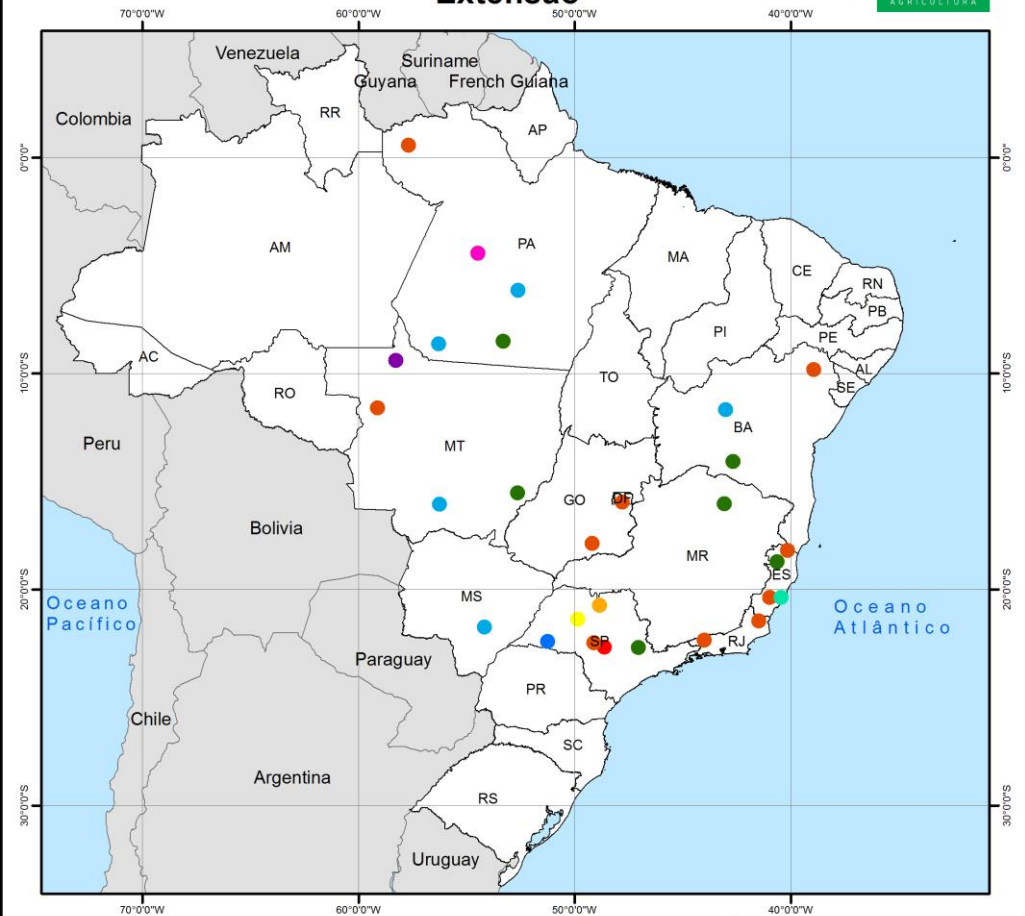 Extensão
AGRICULTURA
70°0'0"W 60°0'0"W 50°0'0"W 40°0'0"W
Venezuela
Suriname
Guyana
French Guiana
Colombia
RR
AP
0°0'0"
0°0'0"
AM
PA
MA
CE
RN
PB
PI
PE
AC
AL
10°0'0"S
10°0'0"S
TO
SE
RO
BA
Peru
MT
GO
DF
Bolivia
MR
ES
MS
20°0'0"S
20°0'0"S
Oceano
Pacífico
Oceano
Atlântico
SP
RJ
Paraguay
PR
Chile
SC
Argentina
RS
30°0'0"S
30°0'0"S
Uruguay
70°0'0"W 60°0'0"W 50°0'0"W 40°0'0"W